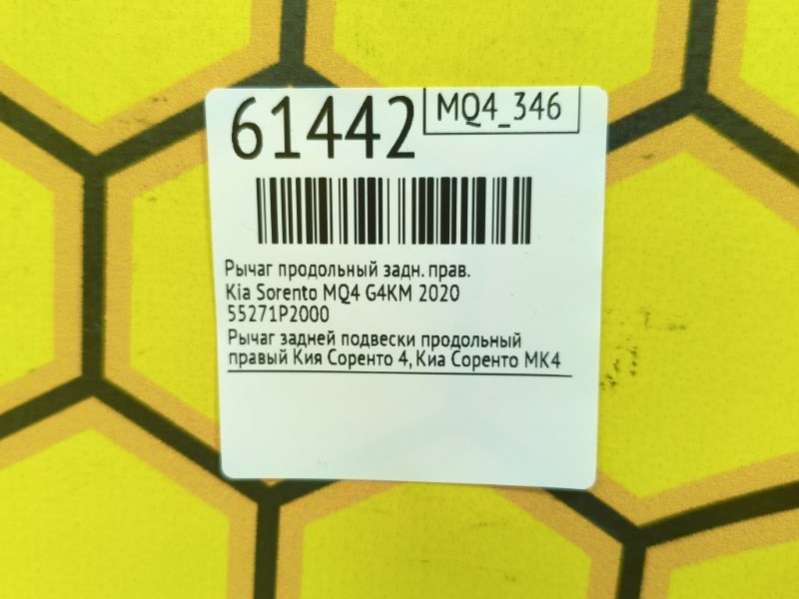 61442
MQ4_346
Рычаг продольный задн. прав.
Kia Sorento MQ4 G4KM 2020
55271P2000
Рычаг задней подвески продольный
правый Кия Соренто 4, Киа Соренто МК4